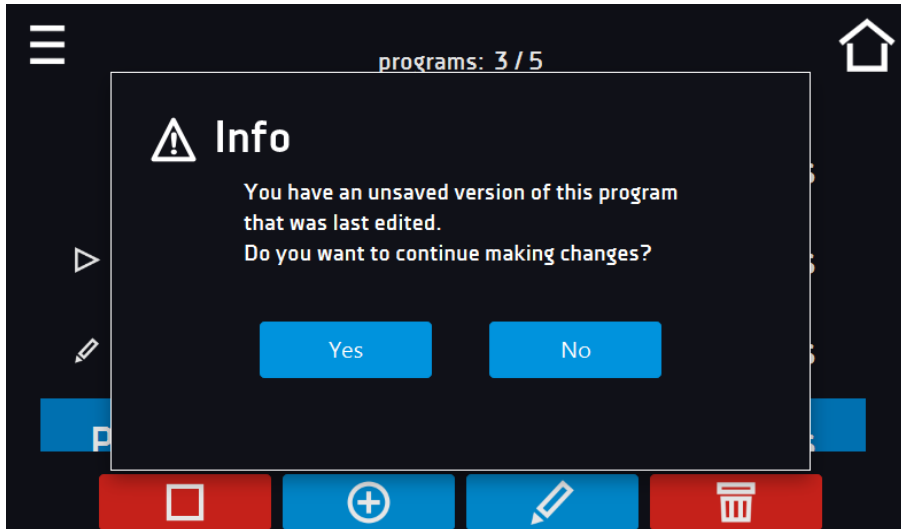 programs: 3 / 5
Info
You have an unsaved version of this program
that was last edited.
Do you want to continue making changes?
Yes
No